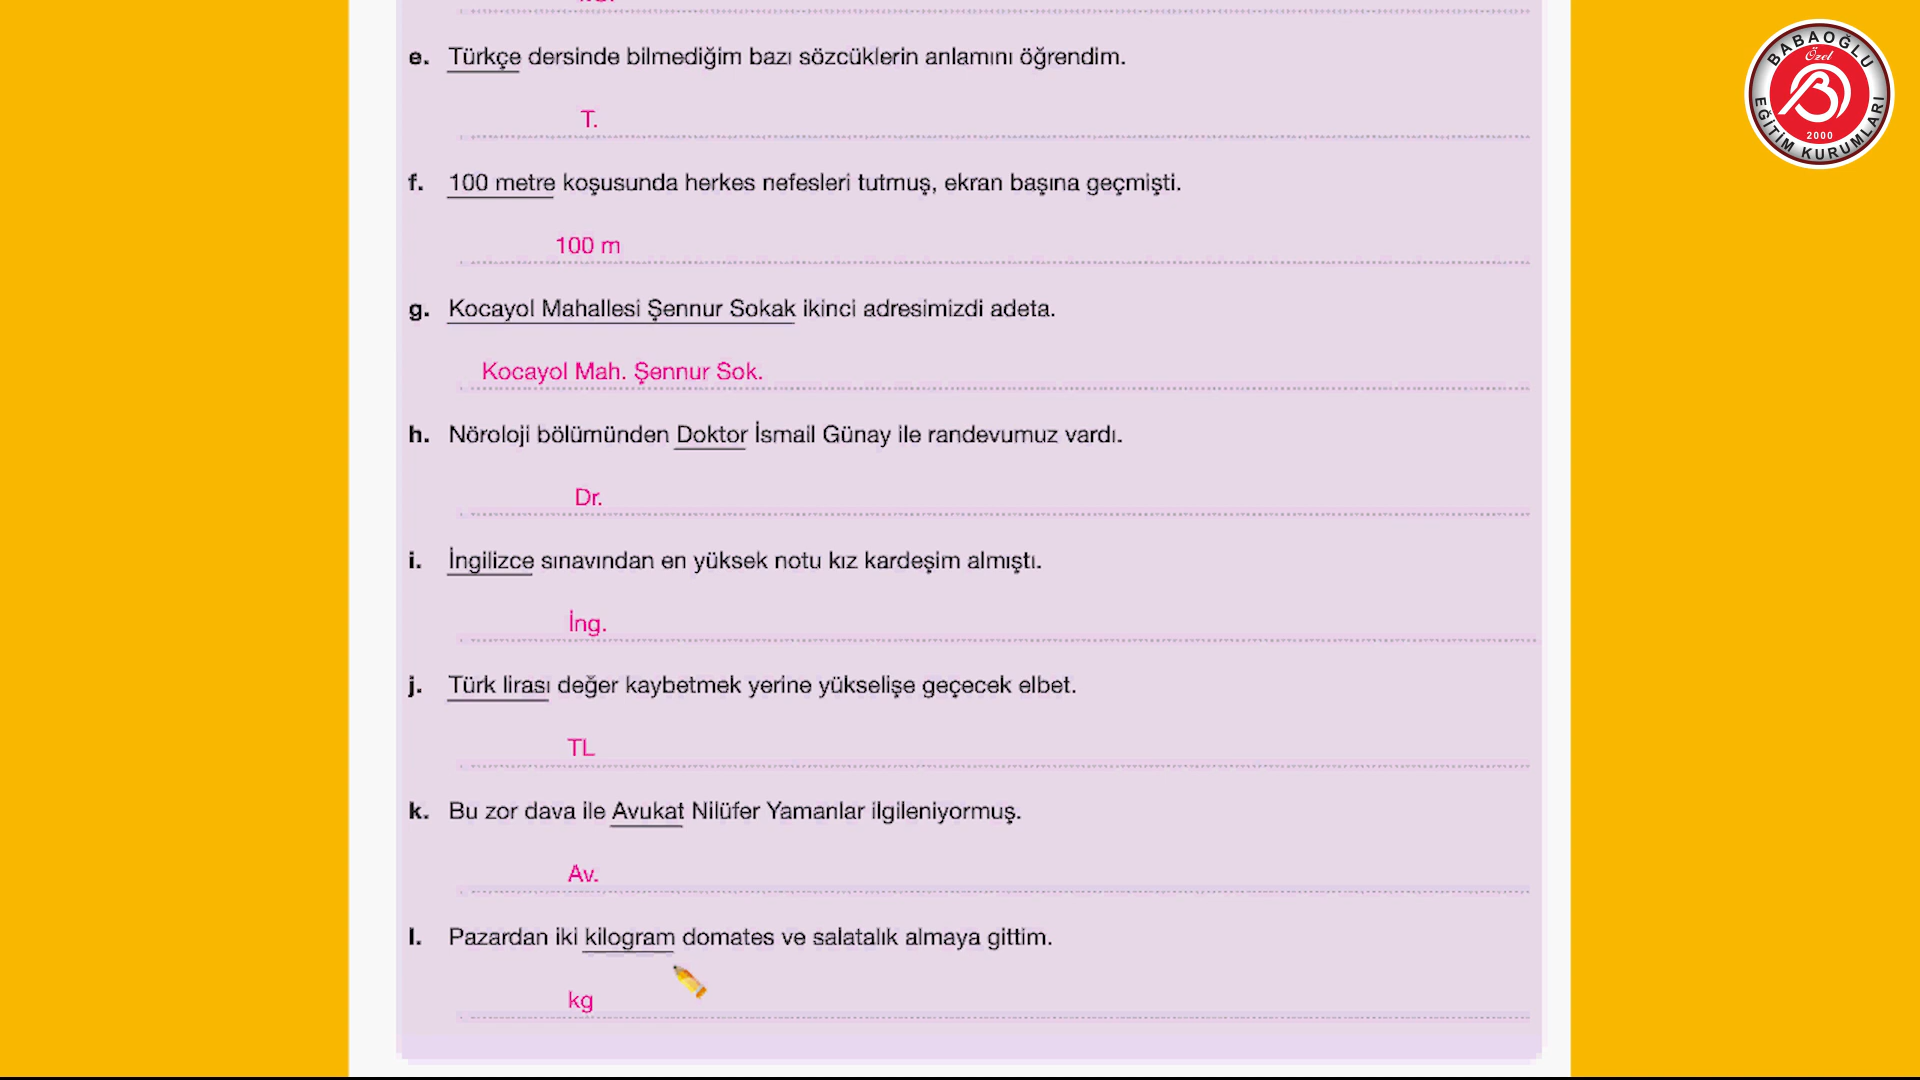 e. Türkçe dersinde bilmediğim bazı sözcüklerin anlamını öğrendim.
T.
f. 100 metre koşusunda herkes nefesleri tutmuş, ekran başına geçmişti.
100 m
g. Kocayol Mahallesi Şennur Sokak ikinci adresimizdi adeta.
Kocayol Mah. Şennur Sok.
h. Nöroloji bölümünden Doktor İsmail Günay ile randevumuz vardı.
Dr.
i. İngilizce sınavından en yüksek notu kız kardeşim almıştı.
İng.
j. Türk lirası değer kaybetmek yerine yükselişe geçecek elbet.
TL
k. Bu zor dava ile Avukat Nilüfer Yamanlar ilgileniyormuş.
Av.
l. Pazardan iki kilogram domates ve salatalık almaya gittim.
kg
BABAOĞLU
Özel
B
2000
EĞİTİM KURUMLARI